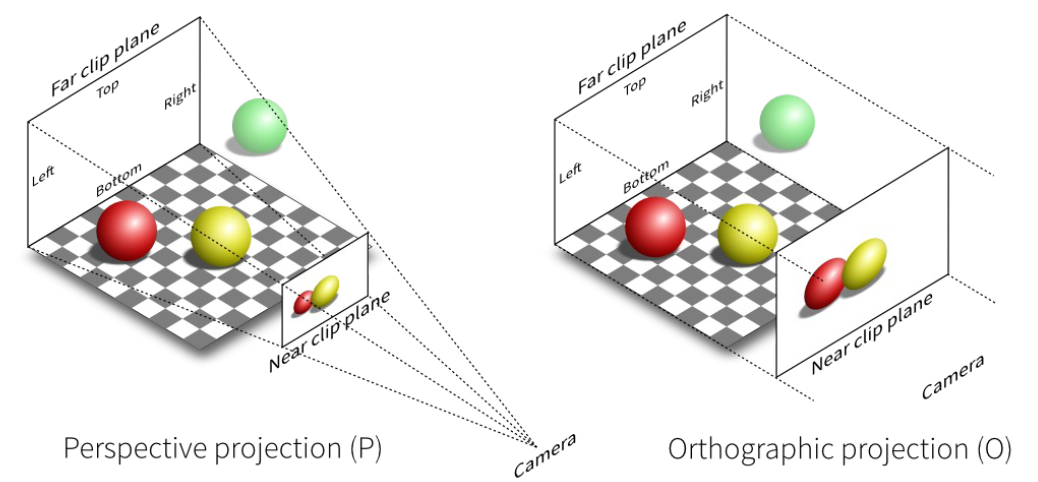 Far clip plane
Top
Right
Left
Bottom
Near clip plane
Camera
Perspective projection (P)
Far clip plane
Top
Right
Left
Bottom
Near clip plane
Camera
Orthographic projection (O)